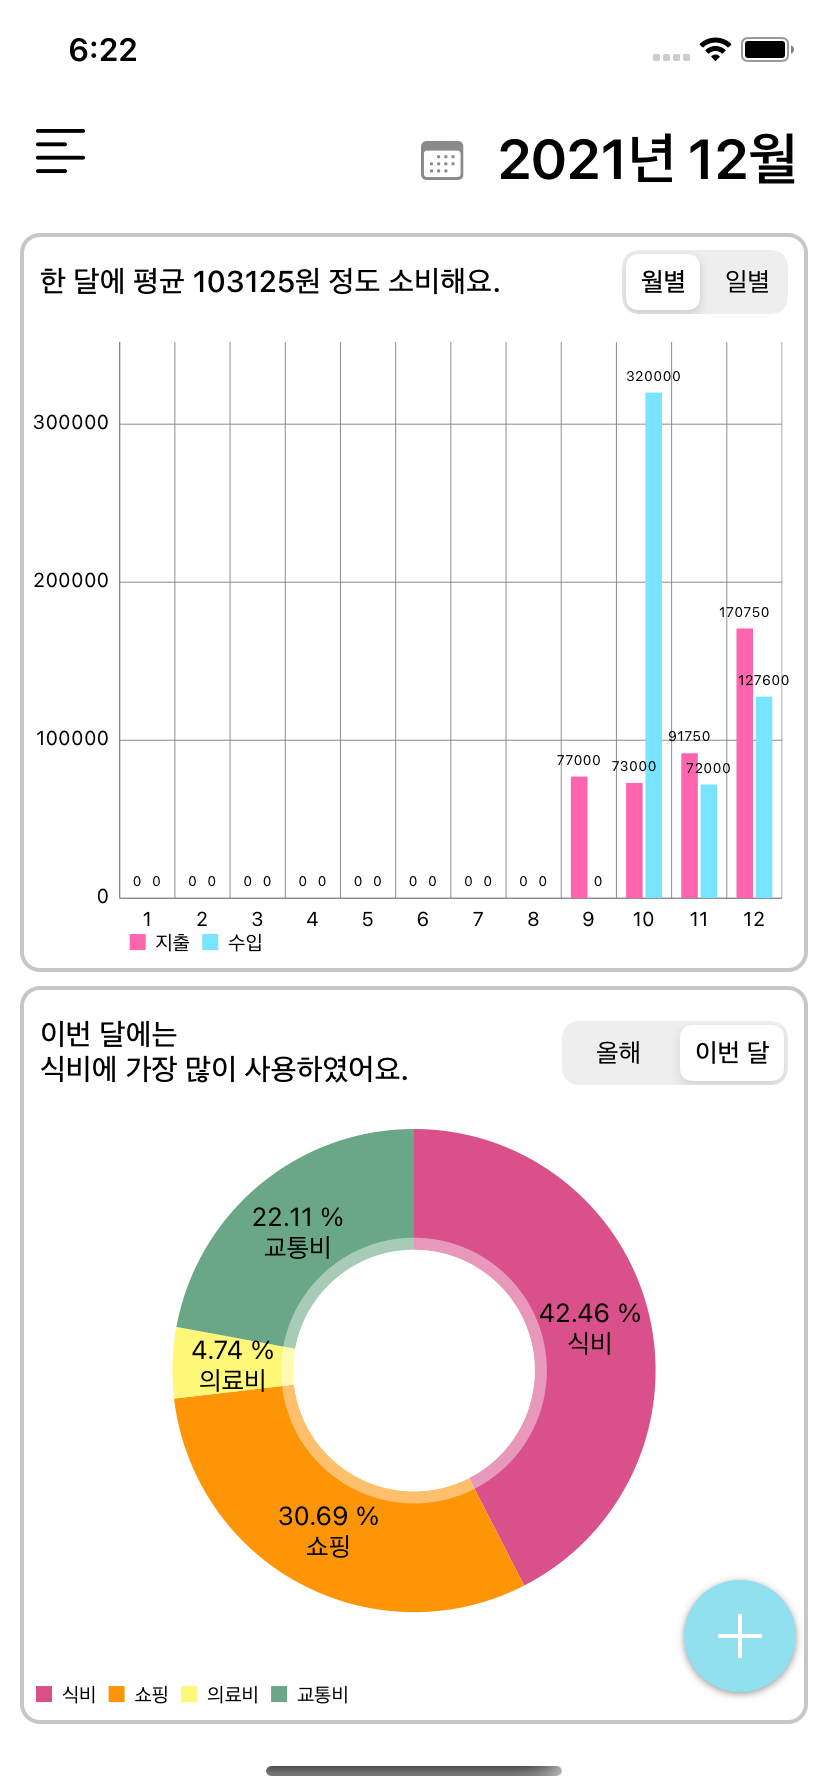 6:22
2021년 12월
한 달에 평균 103125원 정도 소비해요.
월별 일별
320000
300000
200000
170750
127600
100000
91750
77000 73000 72000
0 0 0 0 0 0 0 0 0 0 0 0 0 0 0 0 0
0
1 2 3 4 5 6 7 8 9 10 11 12
지출 수입
이번 달에는
식비에 가장 많이 사용하였어요.
올해 이번 달
22.11 %
교통비
42.46 %
식비
4.74 %
의료비
30.69 %
쇼핑
식비 쇼핑 의료비 교통비